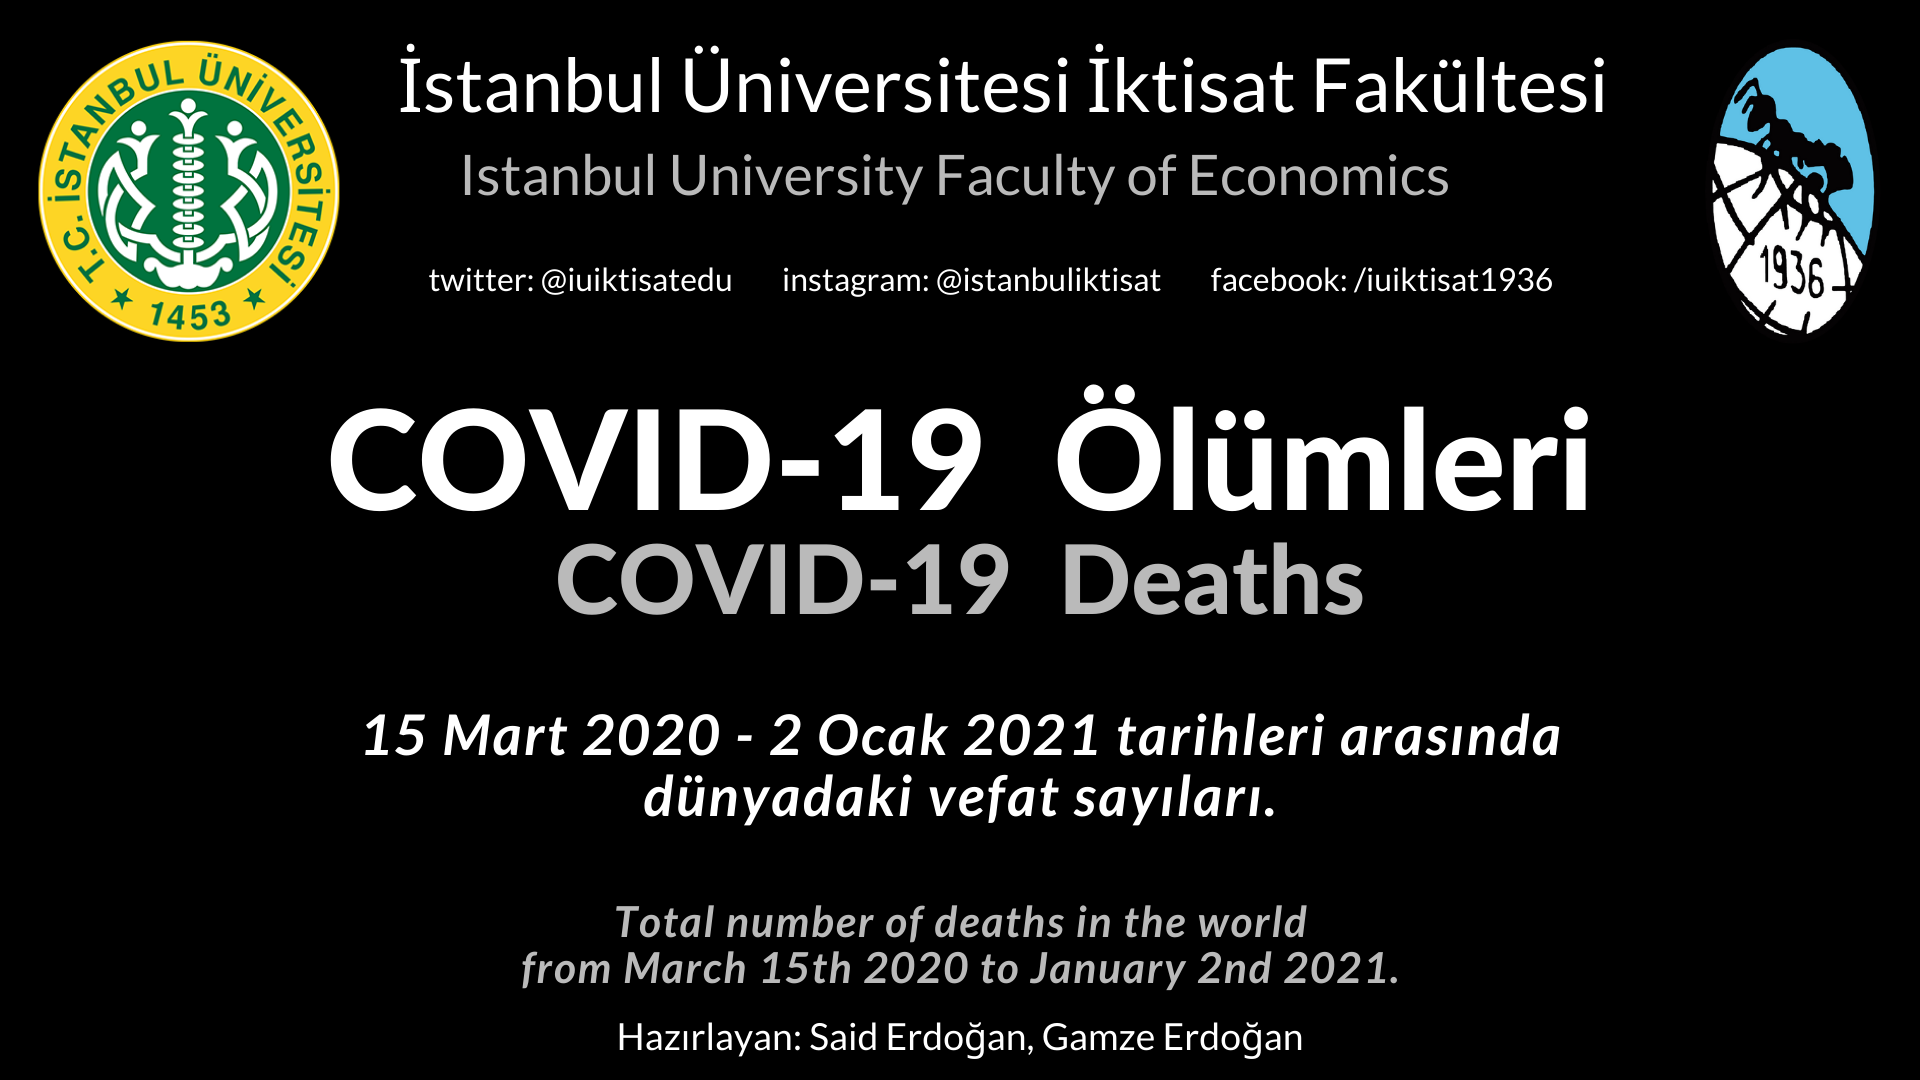 T.C. İSTANBUL ÜNİVERSİTESİ
1453
İstanbul Üniversitesi İktisat Fakültesi
Istanbul University Faculty of Economics
twitter: @iuiktisatedu instagram: @istanbuliktisat facebook: /iuiktisat1936
1936
COVID-19 Ölümleri
COVID-19 Deaths
15 Mart 2020 - 2 Ocak 2021 tarihleri arasında
dünyadaki vefat sayıları.
Total number of deaths in the world
from March 15th 2020 to January 2nd 2021.
Hazırlayan: Said Erdoğan, Gamze Erdoğan